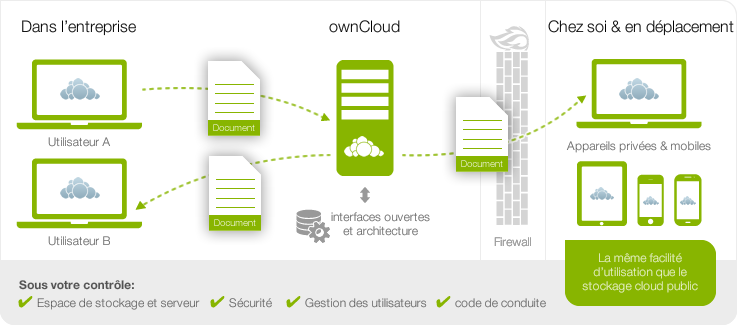 Dans l'entreprise
ownCloud
Chez soi & en déplacement
Document
Utilisateur A
Document
Appareils privées & mobiles
Document
Utilisateur B
interfaces ouvertes
et architecture
Firewall
La même facilité
d'utilisation que le
stockage cloud public
Sous votre contrôle:
✔ Espace de stockage et serveur ✔ Sécurité ✔ Gestion des utilisateurs ✔ code de conduite